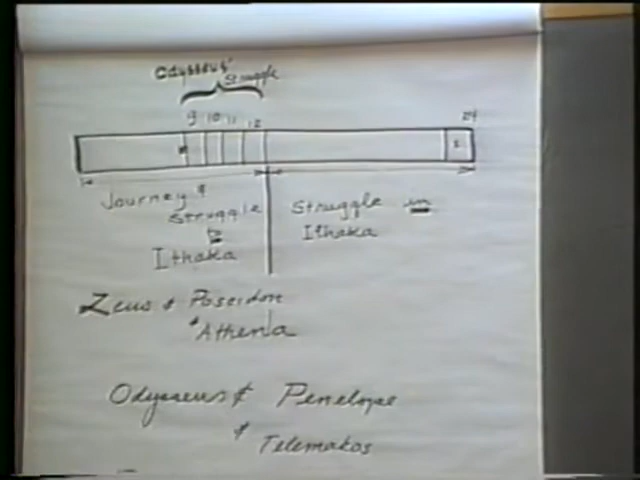 Odysseus'
Struggle
9 10 11 12 24
Journey &
Struggle Struggle in
to Ithaka
Ithaka
Zeus & Poseidon
& Athena
Odysseus & Penelope
& Telemakos